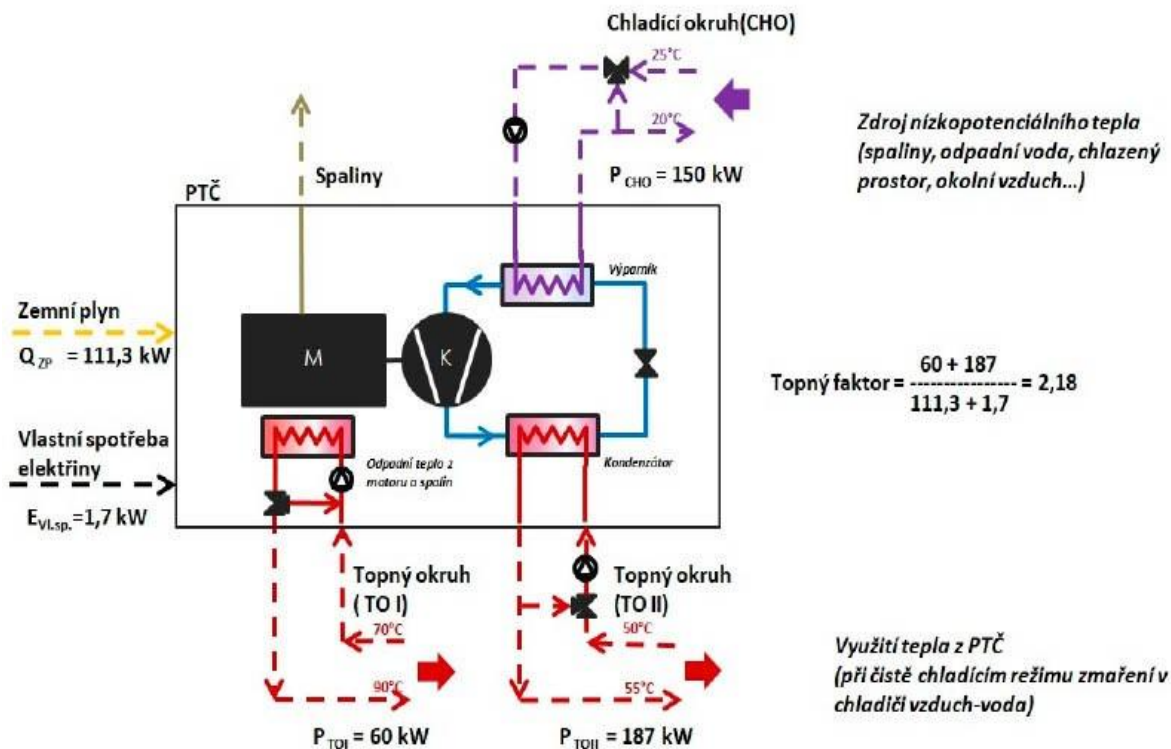 Chladící okruh(CHO)
25°C
20°C
P CHO = 150 kW
Zdroj nízkopotenciálního tepla
(spaliny, odpadní voda, chlazený
prostor, okolní vzduch...)
Spaliny
PTČ
Výparník
Zemní plyn
Q ZP = 111,3 kW
M
K
Topný faktor = 60 + 187
---------------- = 2,18
111,3 + 1,7
Vlastní spotřeba
elektřiny
E Vl.sp. =1,7 kW
Odpadní teplo z
motoru a spalin
Kondenzátor
Topný okruh
( TO I)
70°C
90°C
P TOI = 60 kW
Topný okruh
(TO II)
50°C
55°C
P TOII = 187 kW
Využití tepla z PTČ
(při čistě chladícím režimu zmaření v
chladiči vzduch-voda)